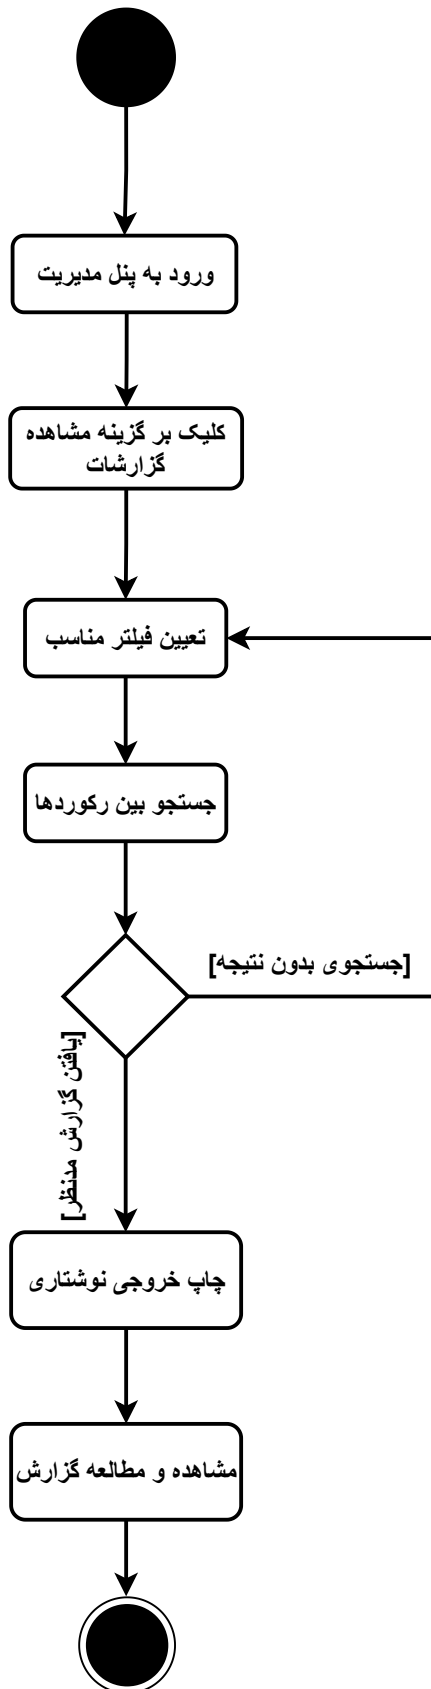 ورود به پنل مدیریت
کلیک بر گزینه مشاهده
گزارشات
تعیین فیلتر مناسب
جستجو بین رکوردها
[جستجوی بدون نتیجه]
[یافتن گزارش مدنظر]
چاپ خروجی نوشتاری
مشاهده و مطالعه گزارش